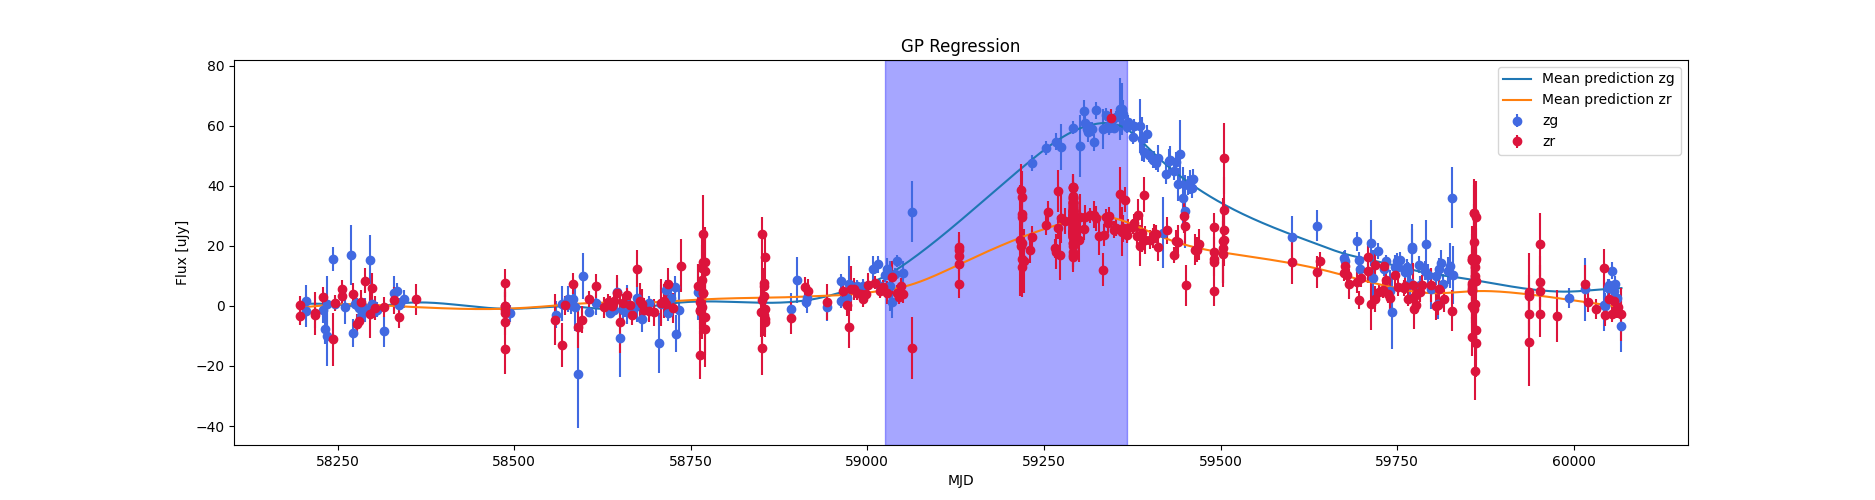 GP Regression
Flux [uJy]
80
60
40
20
0
−20
−40
58250
58500
58750
59000
59250
59500
59750
60000
MJD
Mean prediction zg
Mean prediction zr
zg
zr